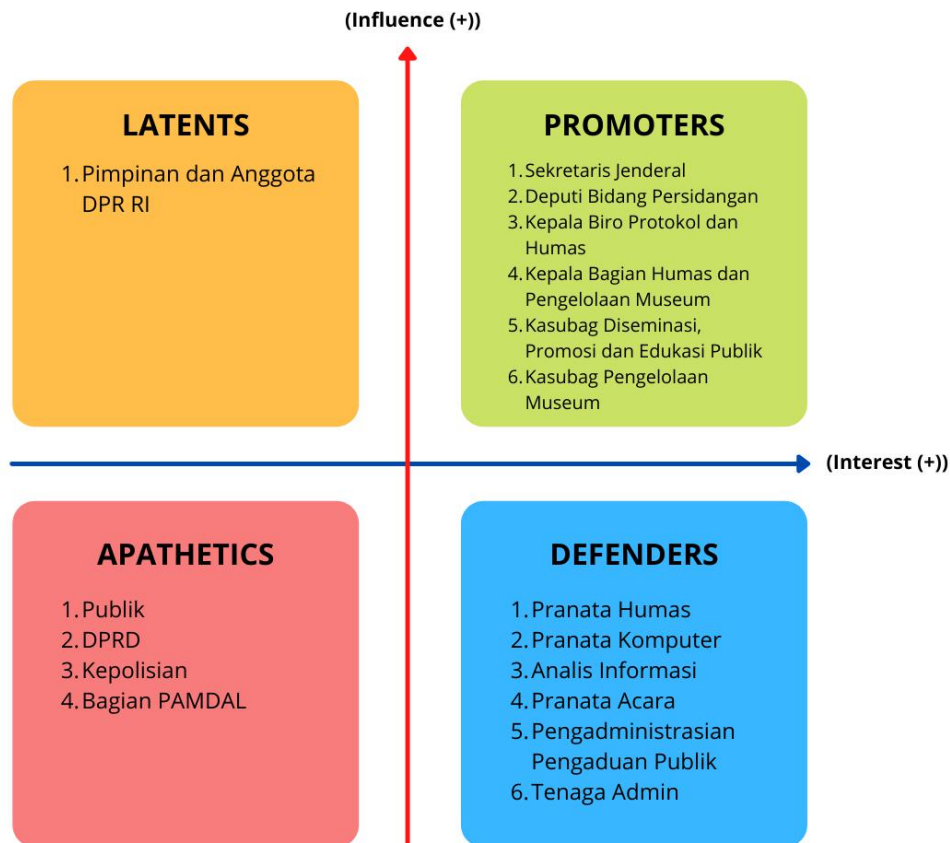 (Influence (+))
LATENTS
1. Pimpinan dan Anggota
DPR RI
PROMOTERS
1. Sekretaris Jenderal
2. Deputi Bidang Persidangan
3. Kepala Biro Protokol dan
Humas
4. Kepala Bagian Humas dan
Pengelolaan Museum
5. Kasubag Diseminasi,
Promosi dan Edukasi Publik
6. Kasubag Pengelolaan
Museum
(Interest (+))
APATHETICS
1. Publik
2. DPRD
3. Kepolisian
4. Bagian PAMDAL
DEFENDERS
1. Pranata Humas
2. Pranata Komputer
3. Analis Informasi
4. Pranata Acara
5. Pengadministrasian
Pengaduan Publik
6. Tenaga Admin